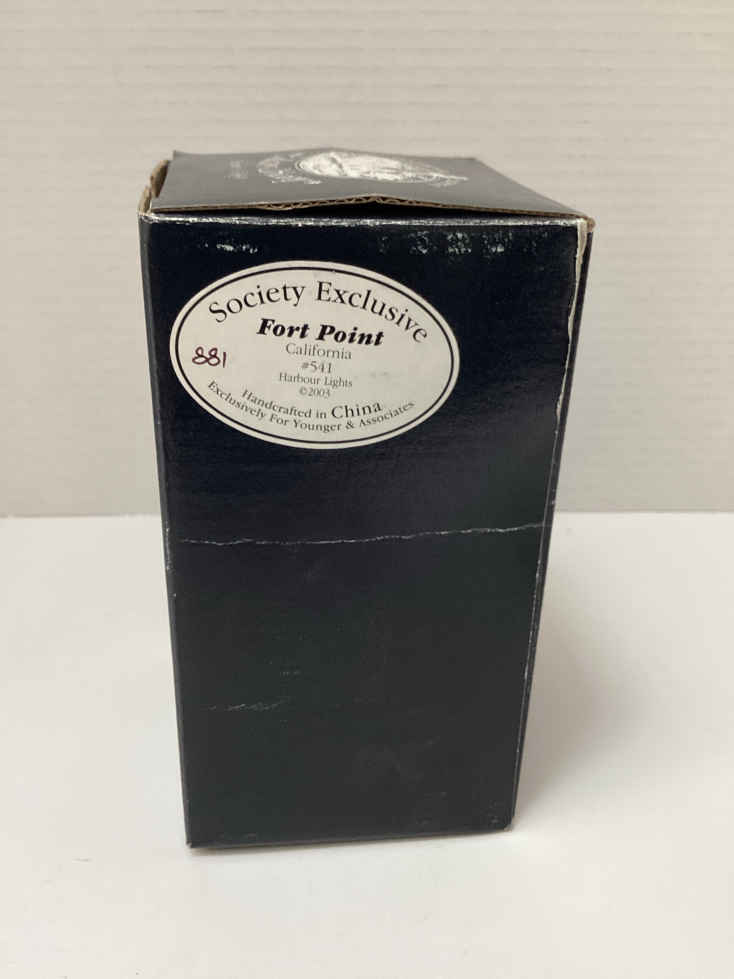 Society Exclusive
Fort Point
California
881
#541
Harbour Lights
©2003
Handcrafted in China
Exclusively For Younger & Associates